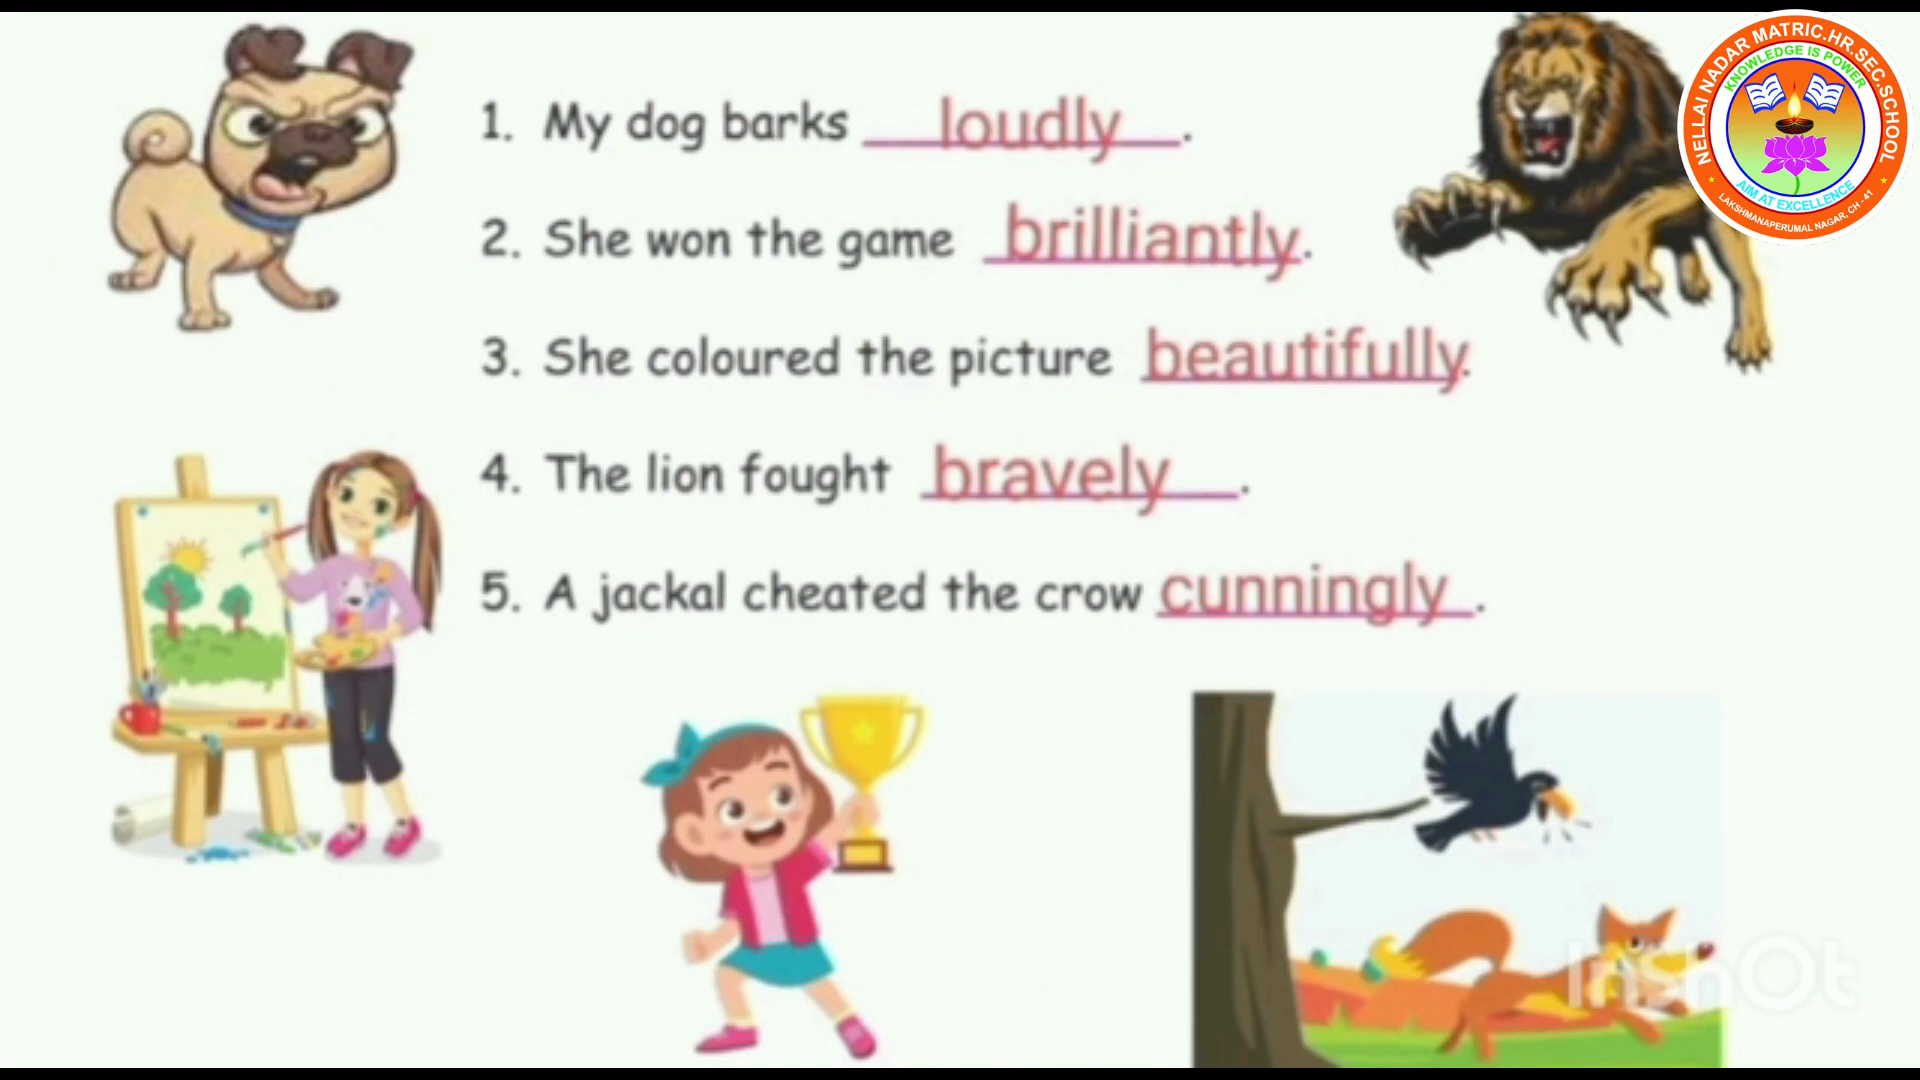 1. My dog barks loudly.
2. She won the game brilliantly.
3. She coloured the picture beautifully.
4. The lion fought bravely.
5. A jackal cheated the crow cunningly.
NELLAI NADAR MATRIC.HR.SEC.SCHOOL
KNOWLEDGE IS POWER
AIM AT EXCELLENCE
LAKSHMANAPERUMAL NAGAR, CH - 41
InshOt